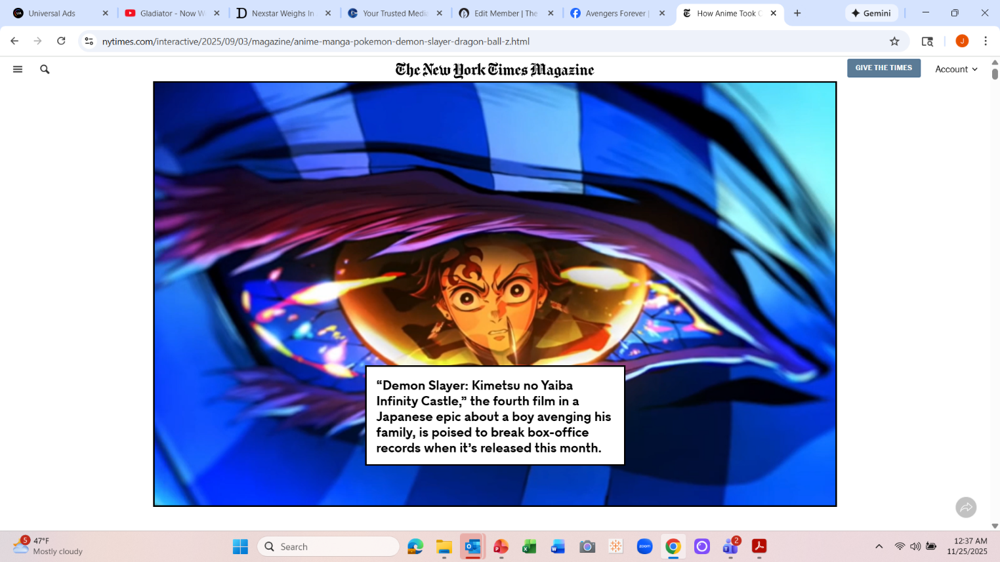 Universal Ads
Gladiator - Now W
Nexstar Weighs In
Your Trusted Media
Edit Member | The
Avengers Forever |
How Anime Took C
Gemini
nytimes.com/interactive/2025/09/03/magazine/anime-manga-pokemon-demon-slayer-dragon-ball-z.html
J
The New York Times Magazine
GIVE THE TIMES
Account
“Demon Slayer: Kimetsu no Yaiba
Infinity Castle,” the fourth film in a
Japanese epic about a boy avenging his
family, is poised to break box-office
records when it’s released this month.
5
47°F
Mostly cloudy
Search
zoom
2
12:37 AM
11/25/2025